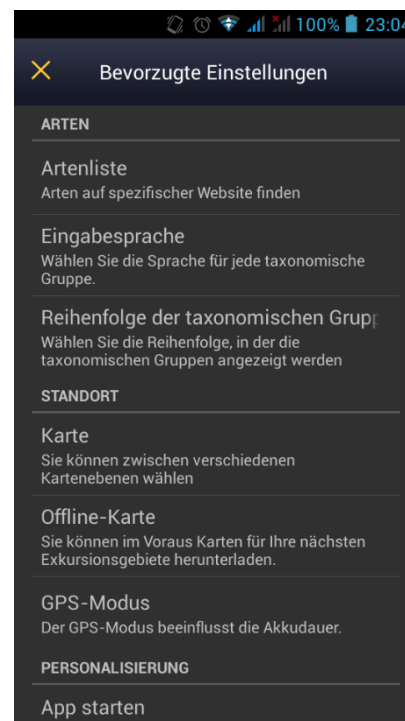 100% 23:04
Bevorzugte Einstellungen
ARTEN
Artenliste
Arten auf spezifischer Website finden
Eingabesprache
Wählen Sie die Sprache für jede taxonomische
Gruppe.
Reihenfolge der taxonomischen Grupp
Wählen Sie die Reihenfolge, in der die
taxonomischen Gruppen angezeigt werden
STANDORT
Karte
Sie können zwischen verschiedenen
Kartenebenen wählen
Offline-Karte
Sie können im Voraus Karten für Ihre nächsten
Exkursionsgebiete herunterladen.
GPS-Modus
Der GPS-Modus beeinflusst die Akkudauer.
PERSONALISIERUNG
App starten